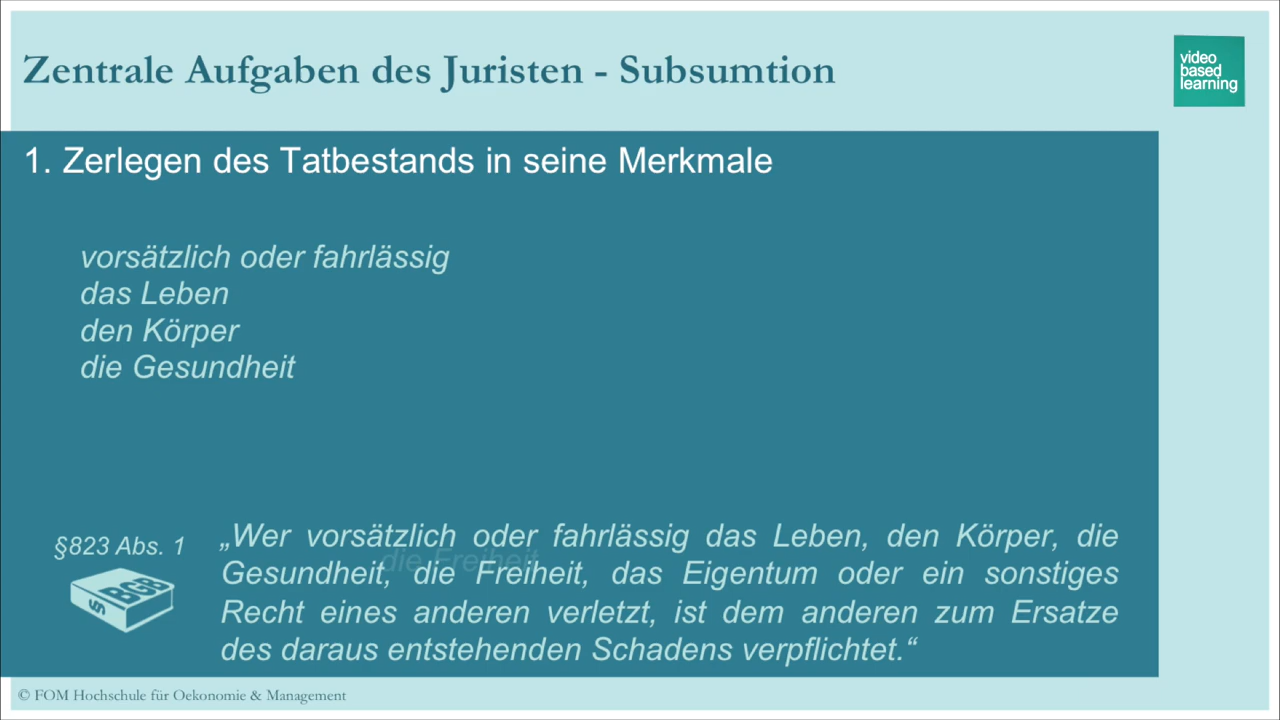 Zentrale Aufgaben des Juristen - Subsumtion
video
based
learning
1. Zerlegen des Tatbestands in seine Merkmale
vorsätzlich oder fahrlässig
das Leben
den Körper
die Gesundheit
§823 Abs. 1
§ BGB
„Wer vorsätzlich oder fahrlässig das Leben, den Körper, die
die Freiheit
Gesundheit, die Freiheit, das Eigentum oder ein sonstiges
Recht eines anderen verletzt, ist dem anderen zum Ersatze
des daraus entstehenden Schadens verpflichtet.“
© FOM Hochschule für Oekonomie & Management